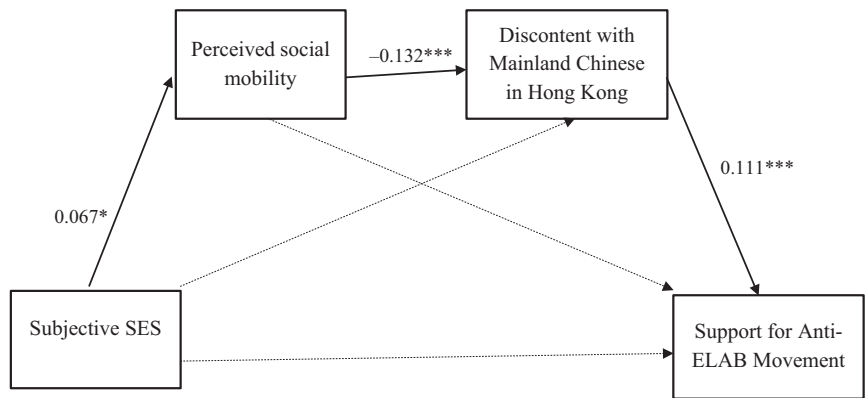 Perceived social
mobility
–0.132***
Discontent with
Mainland Chinese
in Hong Kong
0.067*
0.111***
Subjective SES
Support for Anti-
ELAB Movement